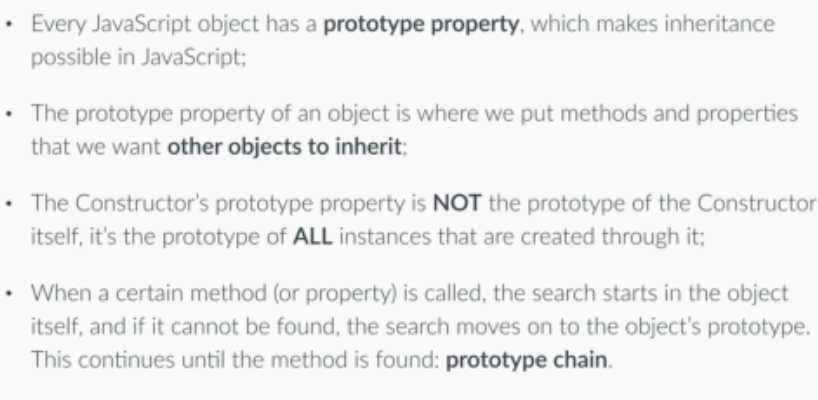 • Every JavaScript object has a prototype property, which makes inheritance
possible in JavaScript;
• The prototype property of an object is where we put methods and properties
that we want other objects to inherit;
• The Constructor's prototype property is NOT the prototype of the Constructor
itself, it's the prototype of ALL instances that are created through it;
• When a certain method (or property) is called, the search starts in the object
itself, and if it cannot be found, the search moves on to the object's prototype.
This continues until the method is found: prototype chain.